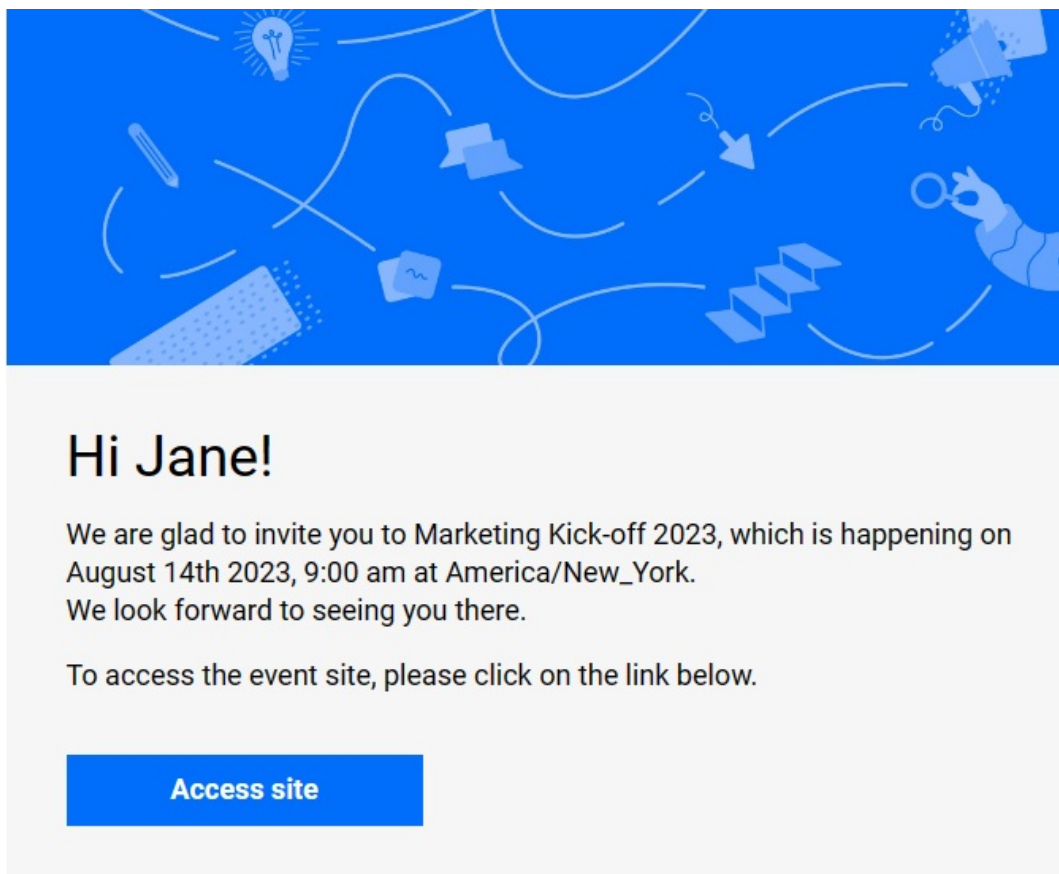 Hi Jane!
We are glad to invite you to Marketing Kick-off 2023, which is happening on
August 14th 2023, 9:00 am at America/New_York.
We look forward to seeing you there.
To access the event site, please click on the link below.
Access site